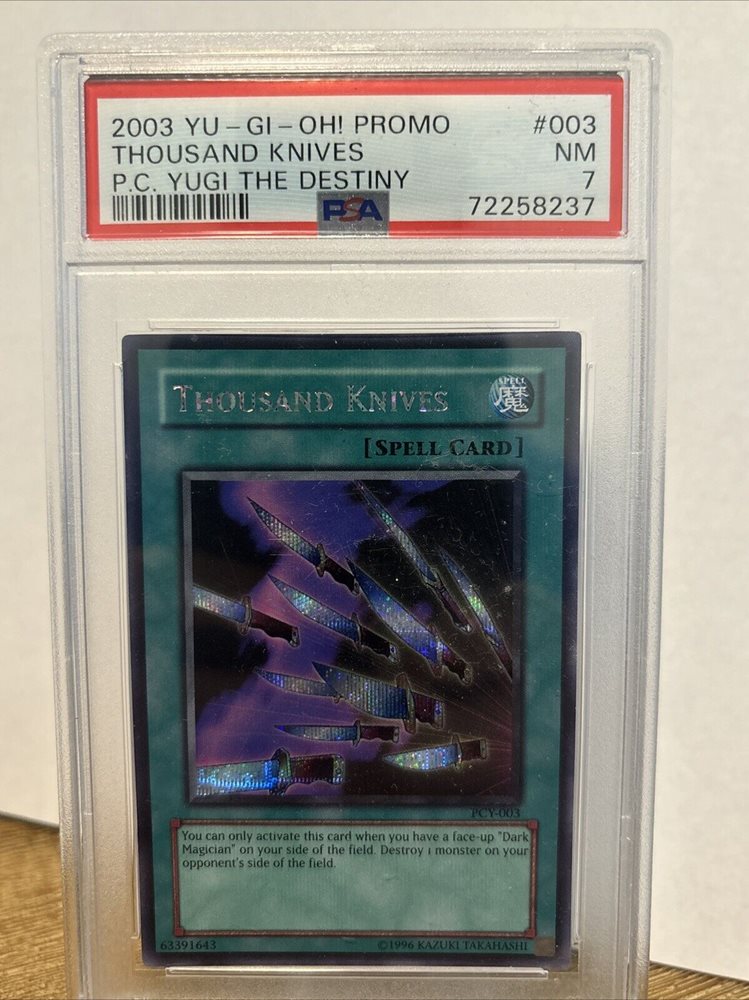 2003 YU-GI-OH! PROMO #003
THOUSAND KNIVES NM
P.C. YUGI THE DESTINY 7
PSA 72258237
THOUSAND KNIVES
SPELL
魔
[SPELL CARD]
PCY-003
You can only activate this card when you have a face-up "Dark
Magician" on your side of the field. Destroy 1 monster on your
opponent's side of the field.
63391643 ©1996 KAZUKI TAKAHASHI